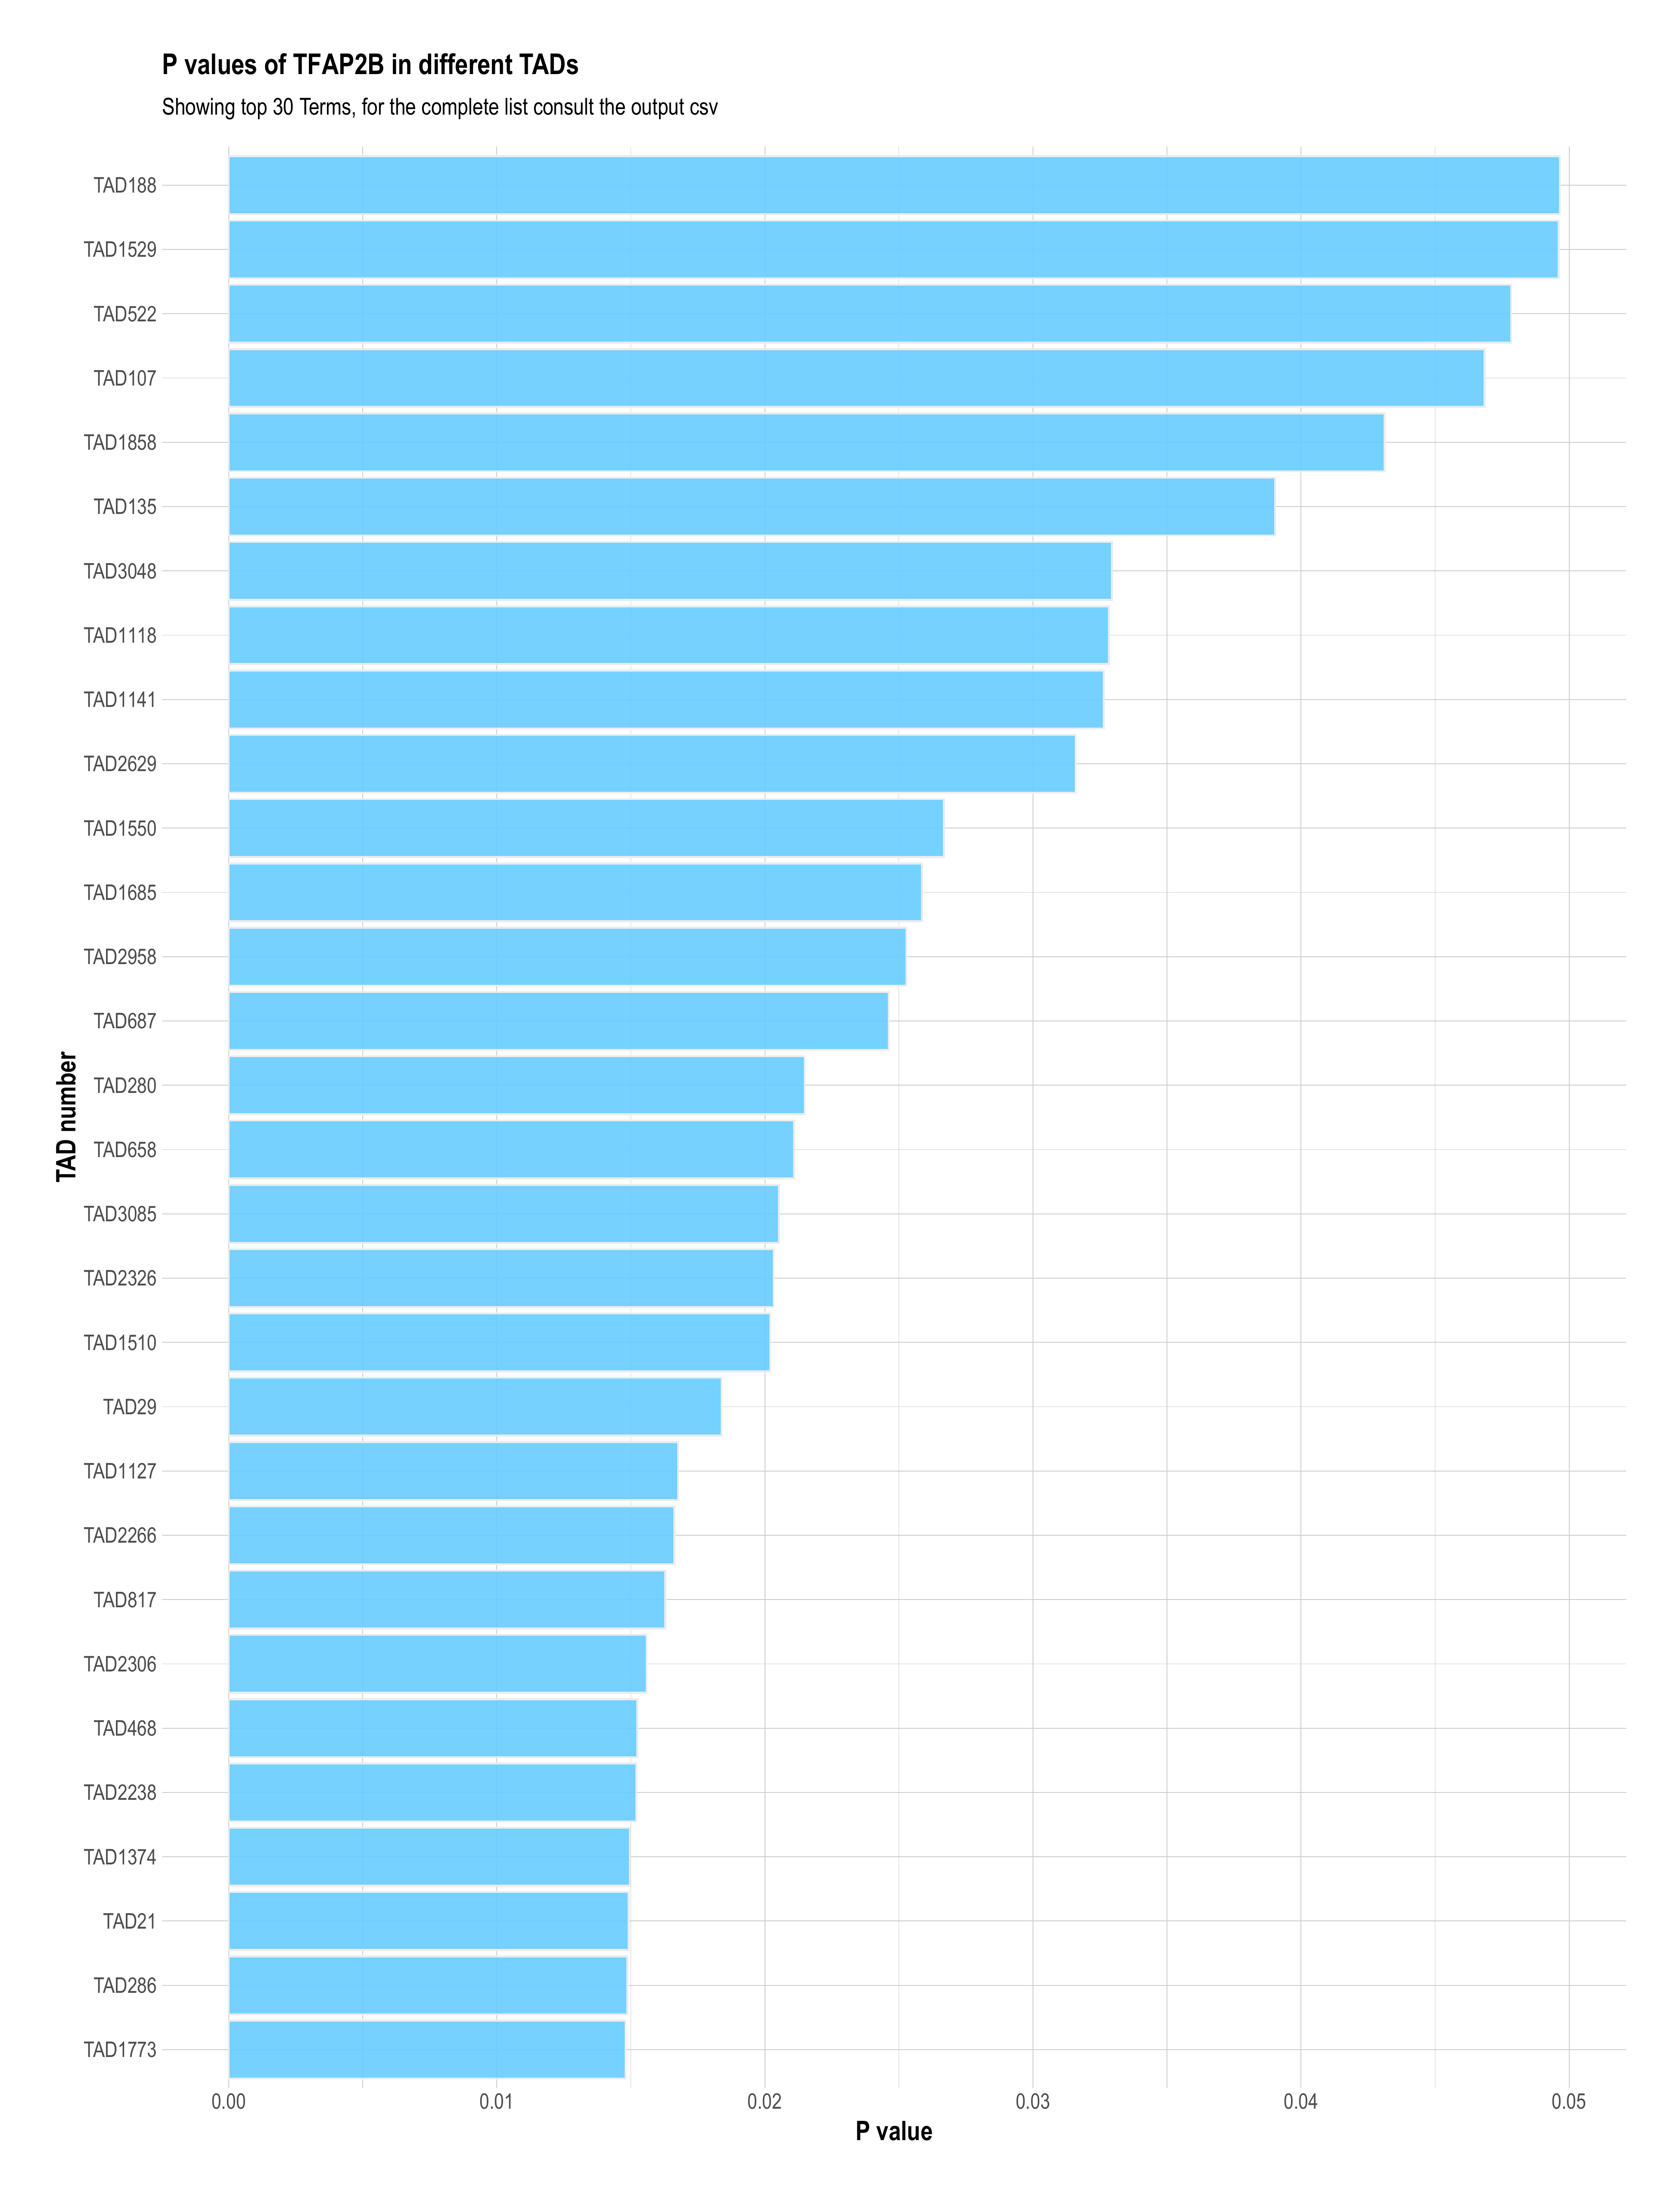 P values of TFAP2B in different TADs
Showing top 30 Terms, for the complete list consult the output csv
TAD188
TAD1529
TAD522
TAD107
TAD1858
TAD135
TAD3048
TAD1118
TAD1141
TAD2629
TAD1550
TAD1685
TAD2958
TAD687
TAD280
TAD658
TAD3085
TAD2326
TAD1510
TAD29
TAD1127
TAD2266
TAD817
TAD2306
TAD468
TAD2238
TAD1374
TAD21
TAD286
TAD1773
TAD number
0.00 0.01 0.02 0.03 0.04 0.05
P value